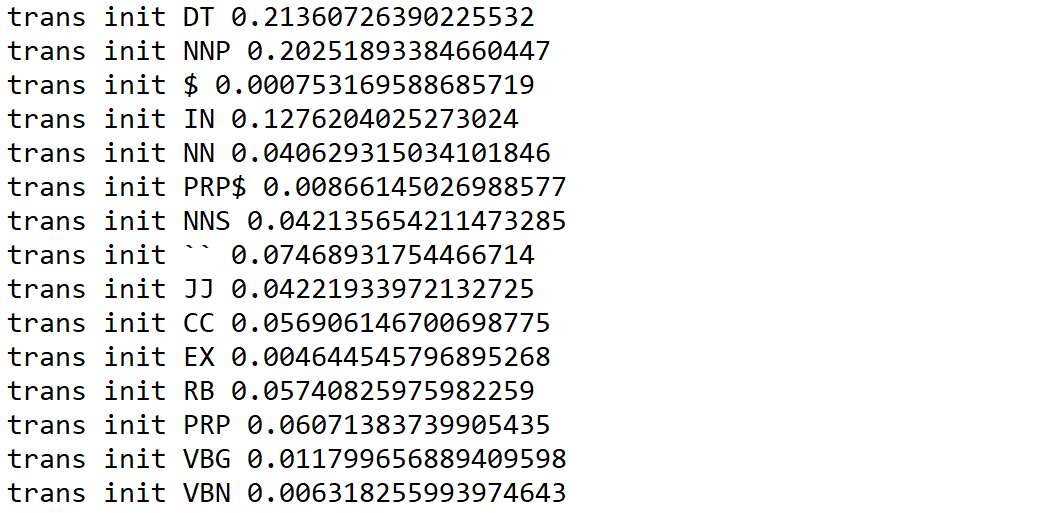 trans init DT 0.21360726390225532
trans init NNP 0.20251893384660447
trans init $ 0.000753169588685719
trans init IN 0.1276204025273024
trans init NN 0.040629315034101846
trans init PRP$ 0.00866145026988577
trans init NNS 0.042135654211473285
trans init `` 0.07468931754466714
trans init JJ 0.04221933972132725
trans init CC 0.056906146700698775
trans init EX 0.004644545796895268
trans init RB 0.05740825975982259
trans init PRP 0.06071383739905435
trans init VBG 0.011799656889409598
trans init VBN 0.006318255993974643